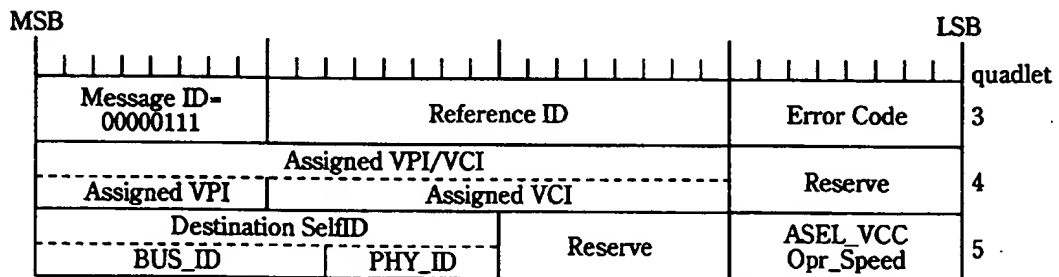 MSB LSB
quadlet
Message ID= 00000111 Reference ID Error Code 3
Assigned VPI/VCI
Assigned VPI Assigned VCI Reserve 4
Destination SelfID
BUS_ID PHY_ID Reserve ASEL_VCC Opr_Speed 5